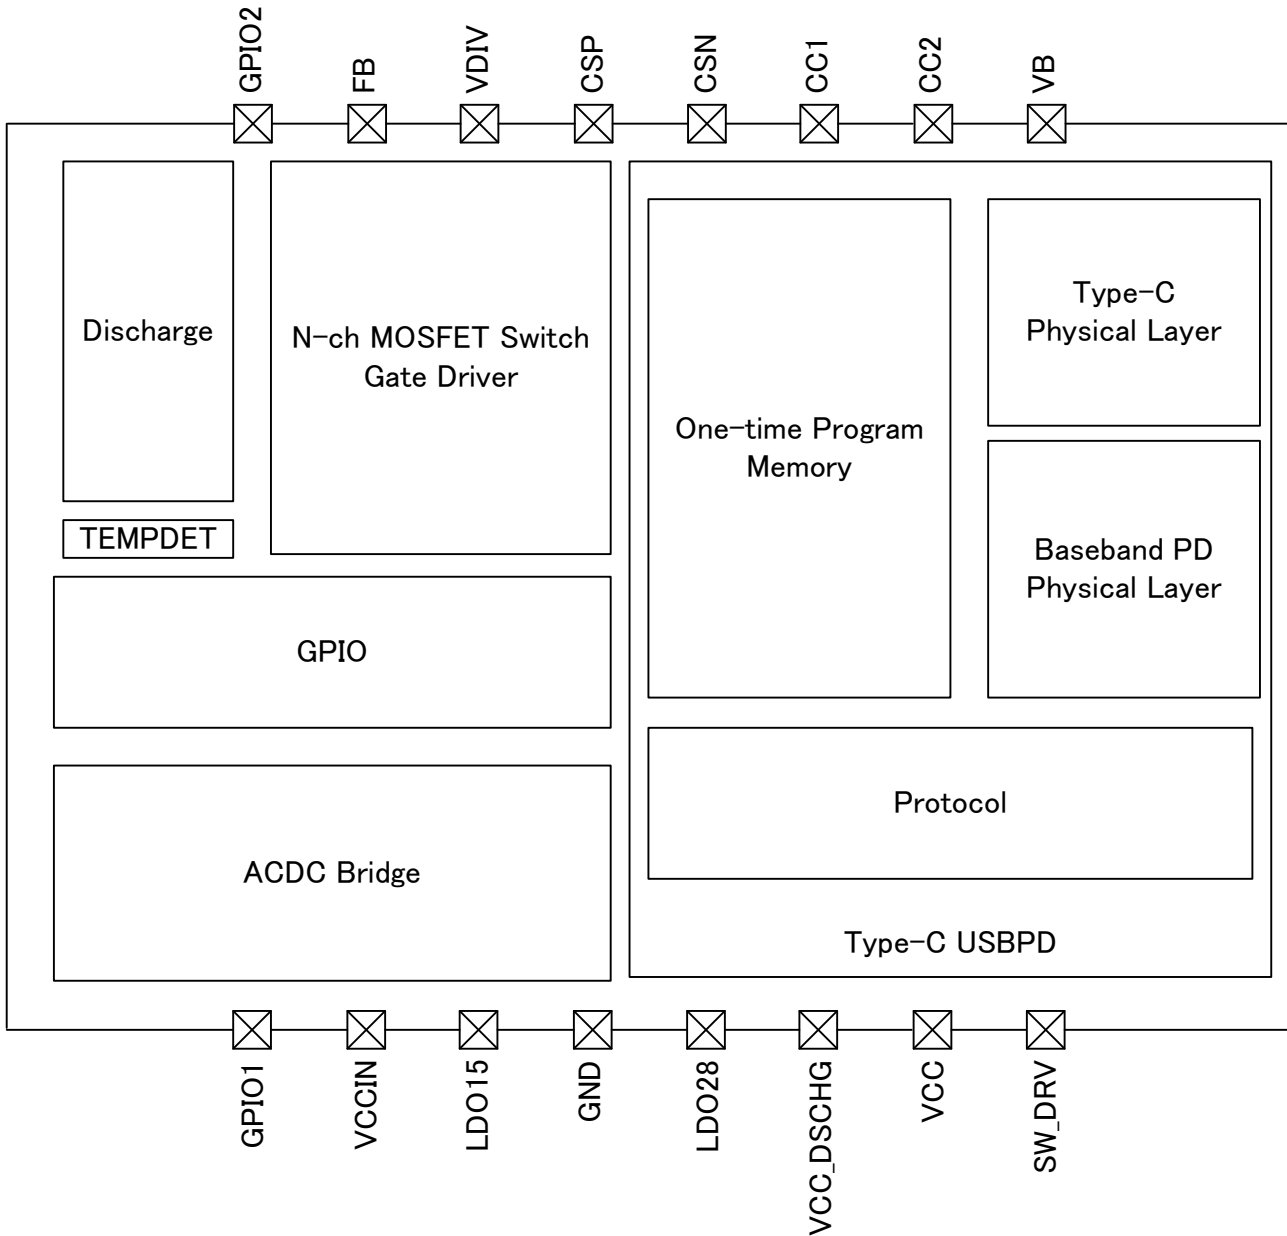 GPIO2
FB
VDIV
CSP
CSN
CC1
CC2
VB
Discharge
N-ch MOSFET Switch
Gate Driver
TEMPDET
GPIO
ACDC Bridge
One-time Program
Memory
Type-C
Physical Layer
Baseband PD
Physical Layer
Protocol
Type-C USBPD
GPIO1
VCCIN
LDO15
GND
LDO28
VCC_DSCHG
VCC
SW_DRV